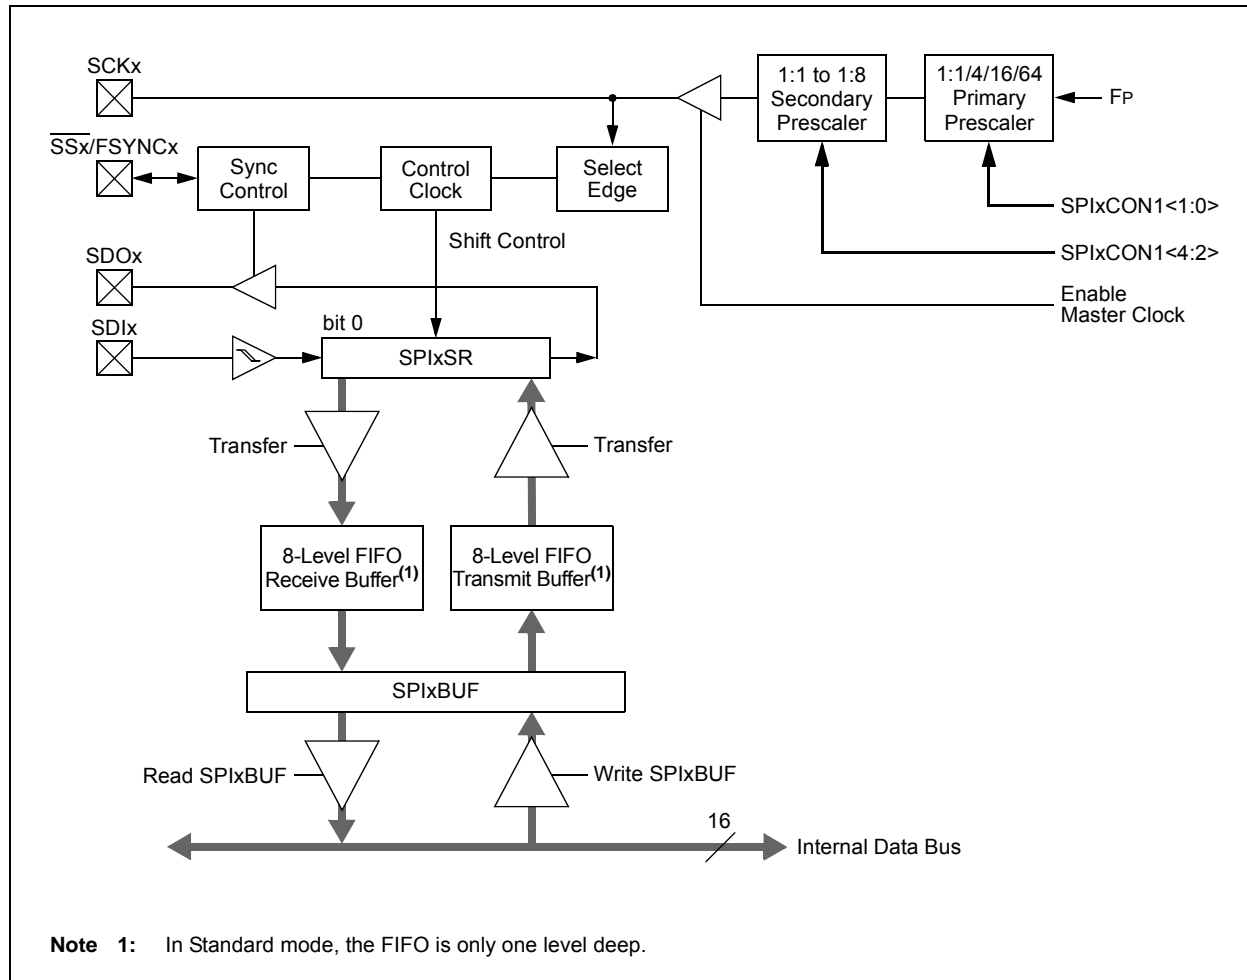 SCKx
1:1 to 1:8
Secondary
Prescaler
1:1/4/16/64
Primary
Prescaler
FP
SSx/FSYNCx
Sync
Control
Control
Clock
Select
Edge
SPIxCON1<1:0>
Shift Control
SPIxCON1<4:2>
SDOx
Enable
Master Clock
SDIx
bit 0
SPIxSR
Transfer
Transfer
8-Level FIFO
Receive Buffer(1)
8-Level FIFO
Transmit Buffer(1)
SPIxBUF
Read SPIxBUF
Write SPIxBUF
16
Internal Data Bus
Note 1: In Standard mode, the FIFO is only one level deep.